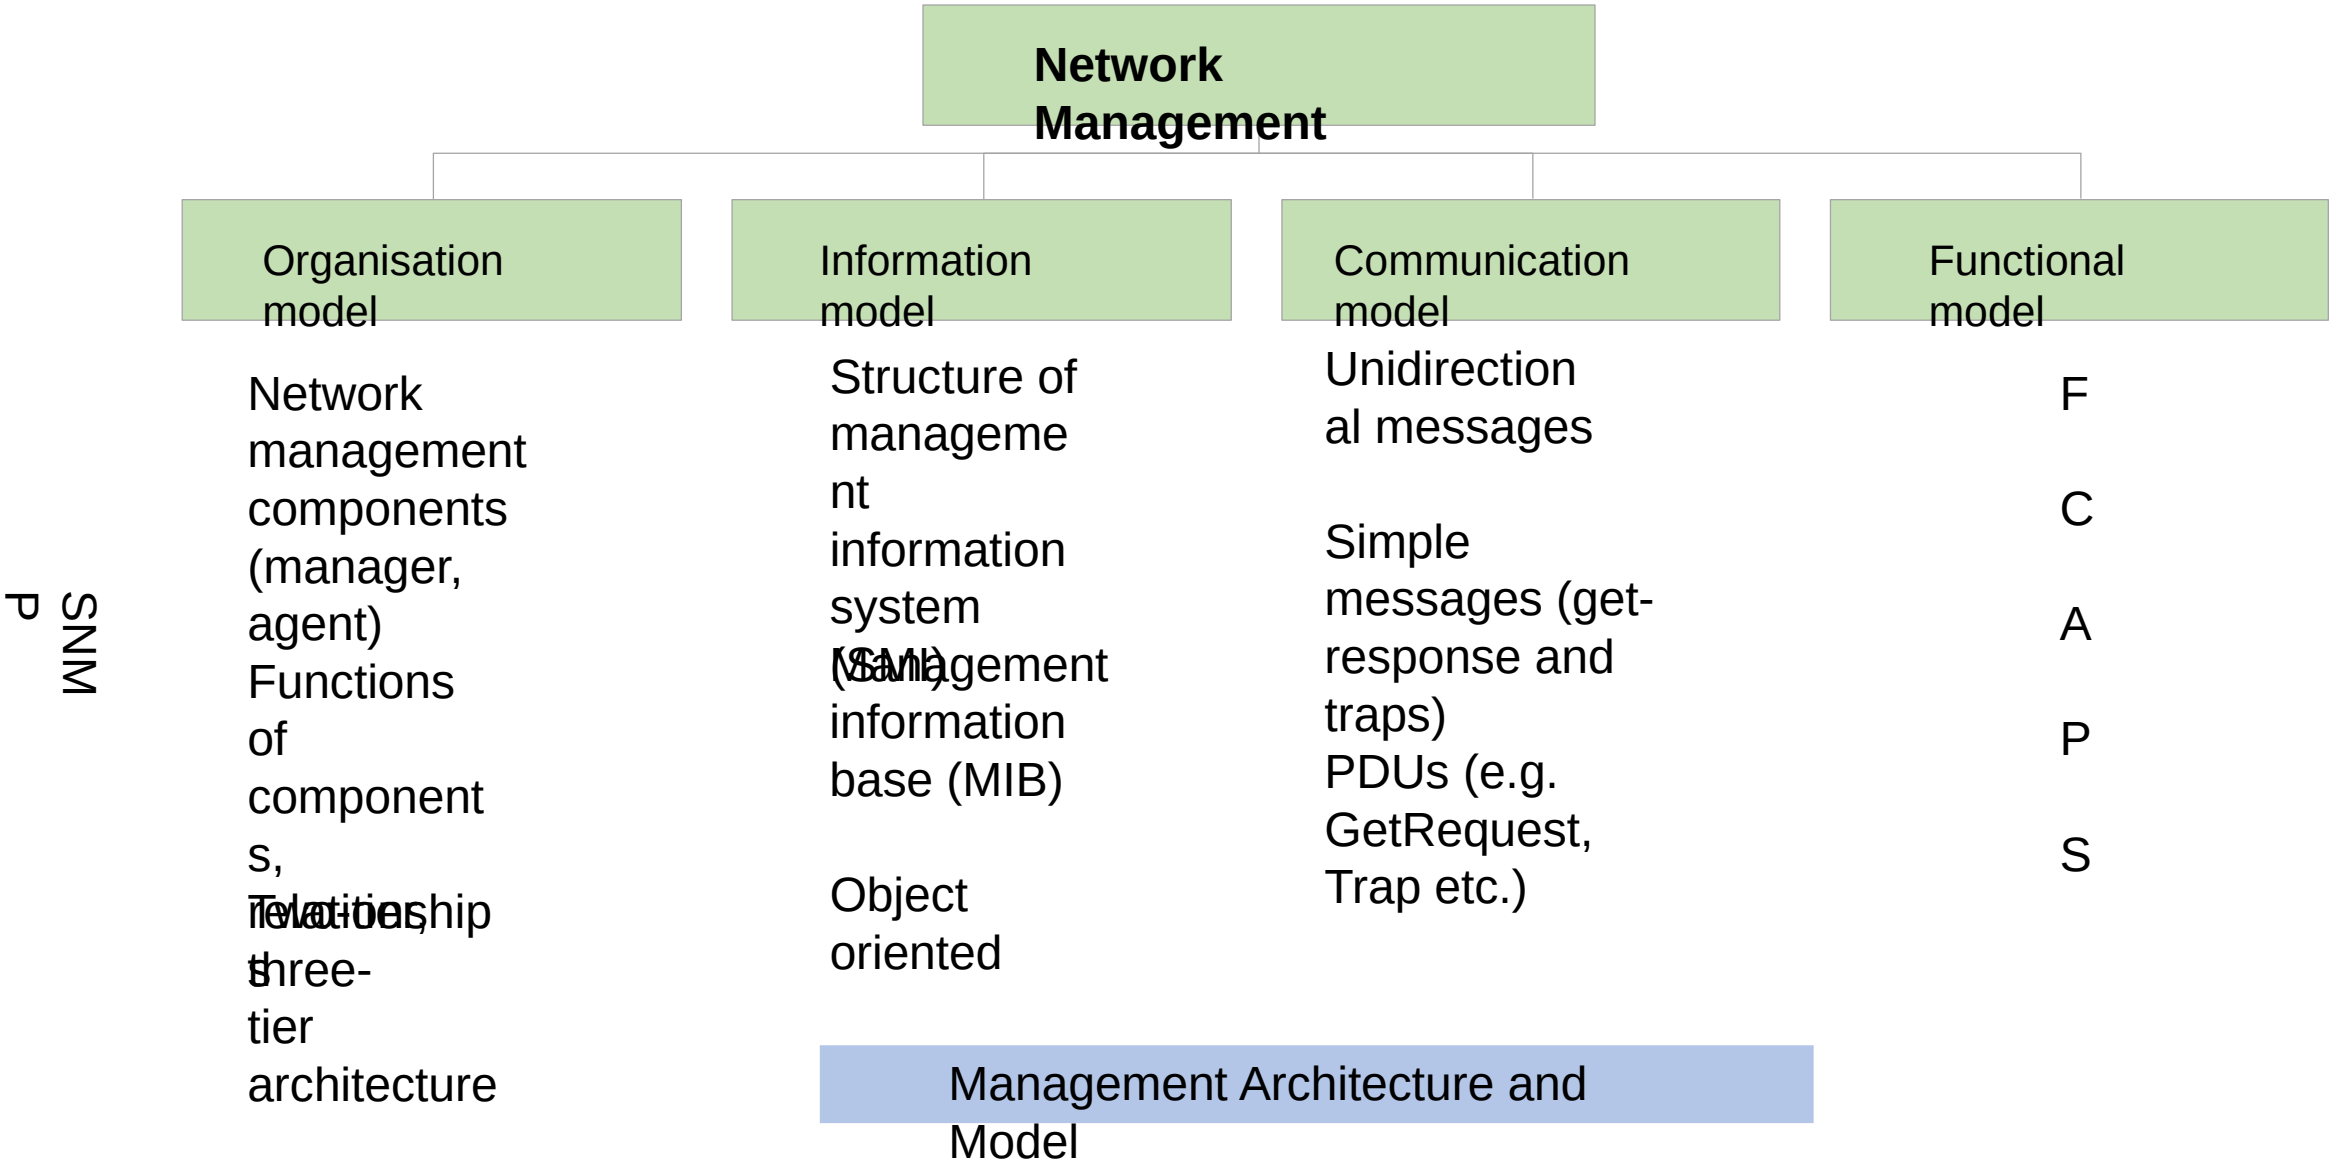 Network
Management
Organisation
model
Information
model
Communication
model
Functional
model
SNM
P
Network
management
components
(manager,
agent)
Functions
of
component
s,
relationship
s
Two-tier,
three-
tier
architecture
Structure of
manageme
nt
information
system
(SMI)
Management
information
base (MIB)
Object
oriented
Unidirection
al messages
Simple
messages (get-
response and
traps)
PDUs (e.g.
GetRequest,
Trap etc.)
F
C
A
P
S
Management Architecture and
Model